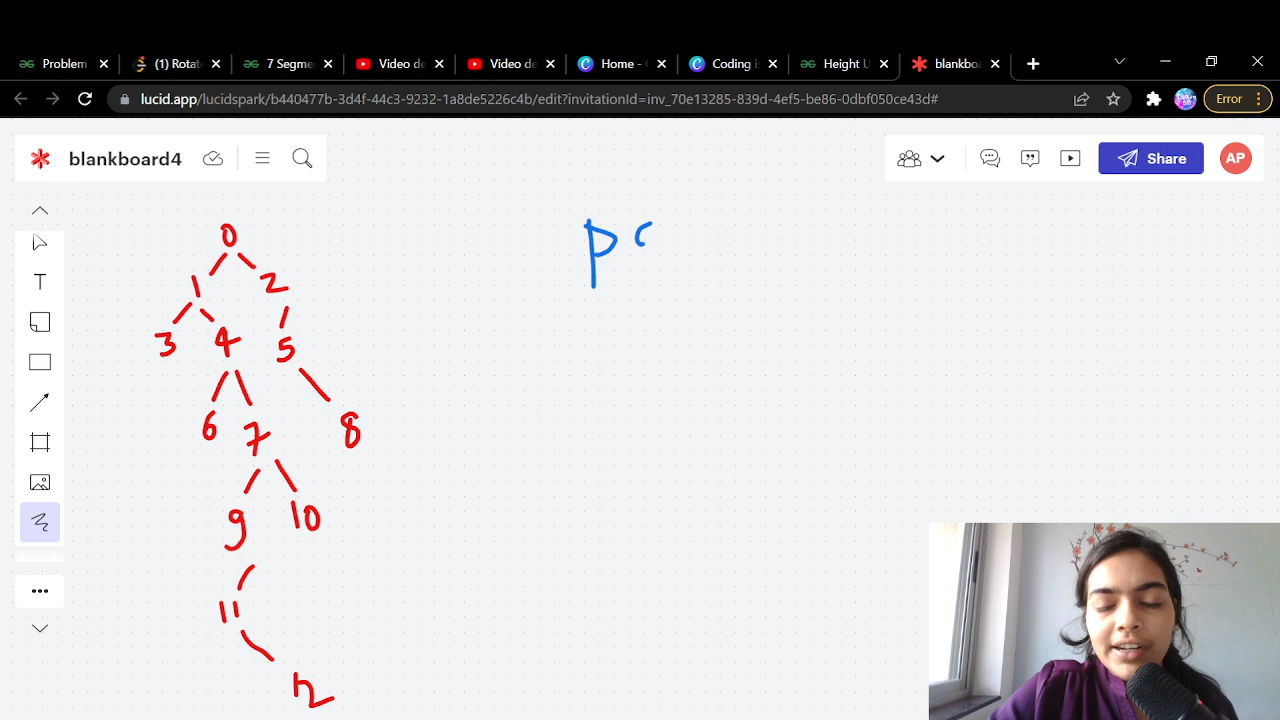 Problem
(1) Rotat
7 Segme
Video de
Video de
Home -
Coding is
Height U
blankboa
lucid.app/lucidspark/b440477b-3d4f-44c3-9232-1a8de5226c4b/edit?invitationId=inv_70e13285-839d-4ef5-be86-0dbf050ce43d#
Error
blankboard4
Share
AP
T
0
1 2
3 4 5
6 7 8
9 10
11
12
P